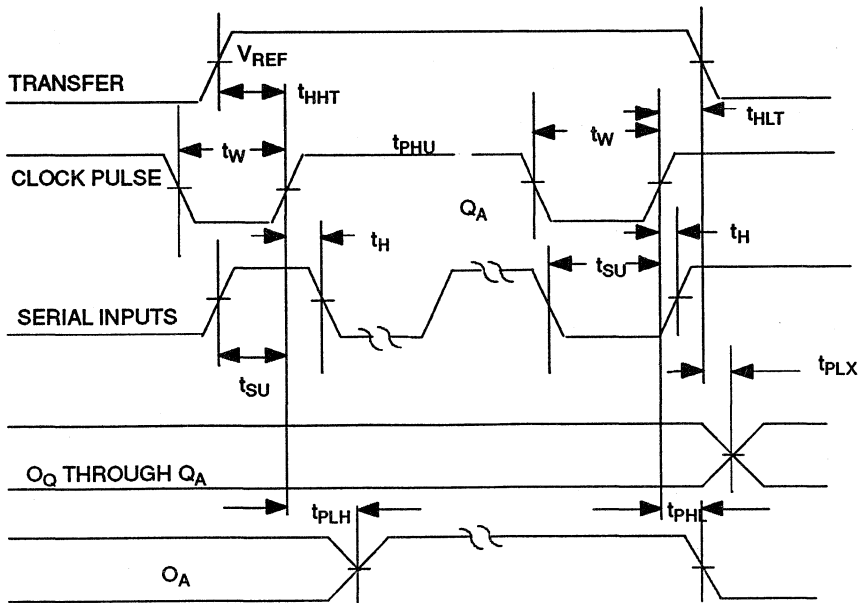 V_REF
TRANSFER
t_HHT
t_HLT
t_W
t_PHU
t_W
CLOCK PULSE
Q_A
t_H
t_H
t_SU
SERIAL INPUTS
t_SU
t_PLX
O_Q THROUGH Q_A
t_PLH
t_PHL
O_A